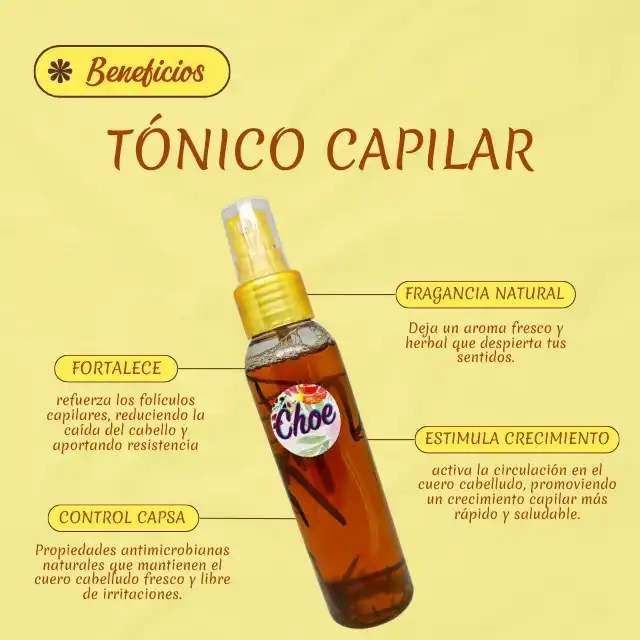 Beneficios
TÓNICO CAPILAR
FRAGANCIA NATURAL
Deja un aroma fresco y
herbal que despierta tus
sentidos.
FORTALECE
refuerza los folículos
capilares, reduciendo la
caída del cabello y
aportando resistencia
Choe
ESTIMULA CRECIMIENTO
activa la circulación en el
cuero cabelludo, promoviendo
un crecimiento capilar más
rápido y saludable.
CONTROL CAPSA
Propiedades antimicrobianas
naturales que mantienen el
cuero cabelludo fresco y libre
de irritaciones.